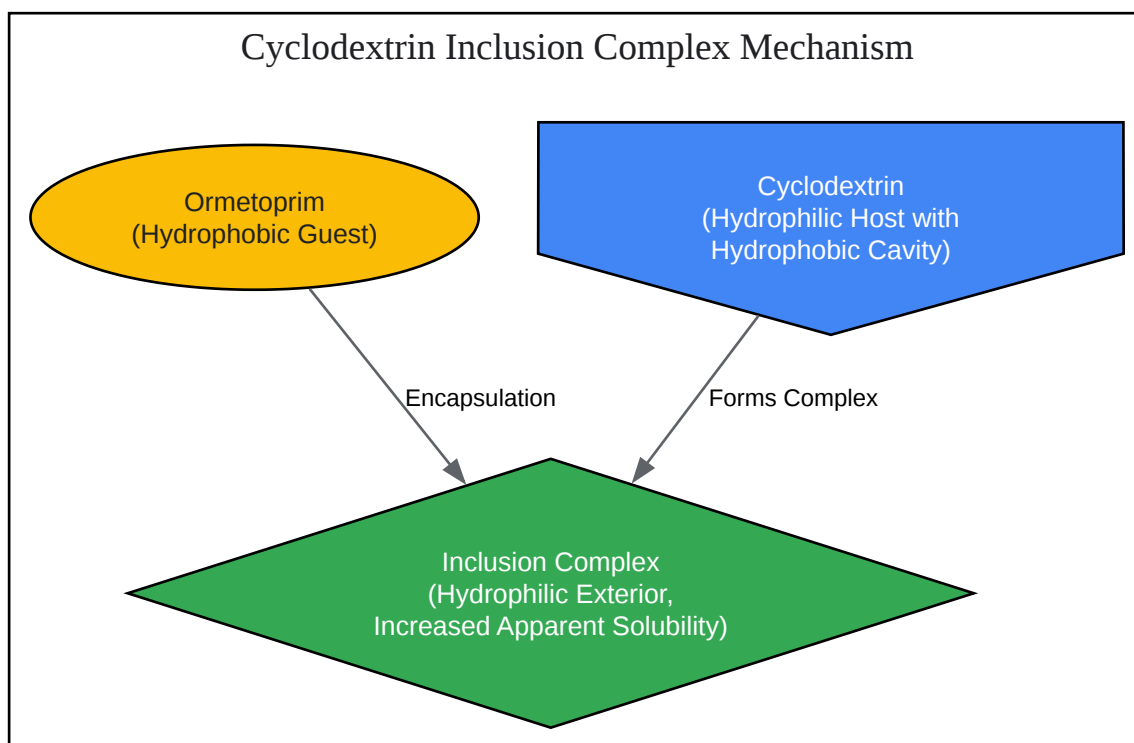 Cyclodextrin Inclusion Complex Mechanism
Ormetoprim
(Hydrophobic Guest)
Cyclodextrin
(Hydrophilic Host with
Hydrophobic Cavity)
Encapsulation
Forms Complex
Inclusion Complex
(Hydrophilic Exterior,
Increased Apparent Solubility)